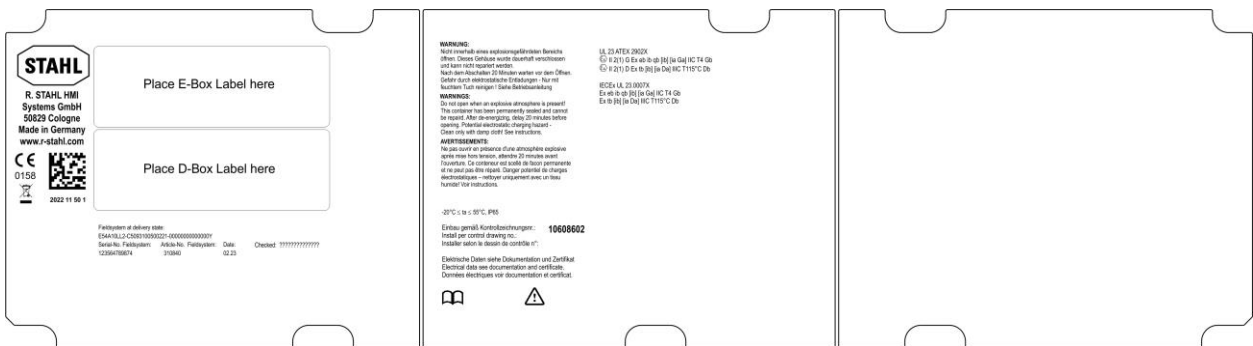 STAHL
R. STAHL HMI
Systems GmbH
50829 Cologne
Made in Germany
www.r-stahl.com
CE
0158
2022 11 50 1
Place E-Box Label here
Place D-Box Label here
Fieldsystem at delivery state:
Serial-No. Fieldsystem: Article-No. Fieldsystem: Date: Checked: ??????????????
123564789874 310840 02.23
WARNUNG:
Nicht innerhalb eines explosionsgefährdeten Bereichs
öffnen. Dieses Gehäuse wurde dauerhaft verschlossen
und kann nicht repariert werden.
Nach dem Abschalten 20 Minuten warten vor dem Öffnen.
Gefahr durch elektrostatische Entladungen - Nur mit
feuchtem Tuch reinigen ! Siehe Betriebsanleitung
WARNINGS:
Do not open when an explosive atmosphere is present!
This container has been permanently sealed and cannot
be repaird. After de-energizing, delay 20 minutes before
opening. Potential electrostatic charging hazard -
Clean only with damp cloth! See instructions.
AVERTISSEMENTS:
Ne pas ouvrir en présence d'une atmosphère explosive
après mise hors tension, attendre 20 minutes avant
l'ouverture. Ce conteneur est scellé de facon permanente
et ne peut pas être réparé. Danger potentiel de charges
électrostatiques – nettoyer uniquement avec un tissu
humide! Voir instructions.
-20°C ≤ ta ≤ 55°C, IP65
Einbau gemäß Kontrollzeichnungsnr.: 10608602
Install per control drawing no.:
Installer selon le dessin de contrôle n°:
Elektrische Daten siehe Dokumentation und Zertifikat
Electrical data see documentation and certificate.
Données électriques voir documentation et certificat.
UL 23 ATEX 2902X
II 2(1) G Ex eb ib qb [ib] [ia Ga] IIC T4 Gb
II 2(1) D Ex tb [ib] [ia Da] IIIC T115°C Db
IECEx UL 23.0007X
Ex eb ib qb [ib] [ia Ga] IIC T4 Gb
Ex tb [ib] [ia Da] IIIC T115°C Db